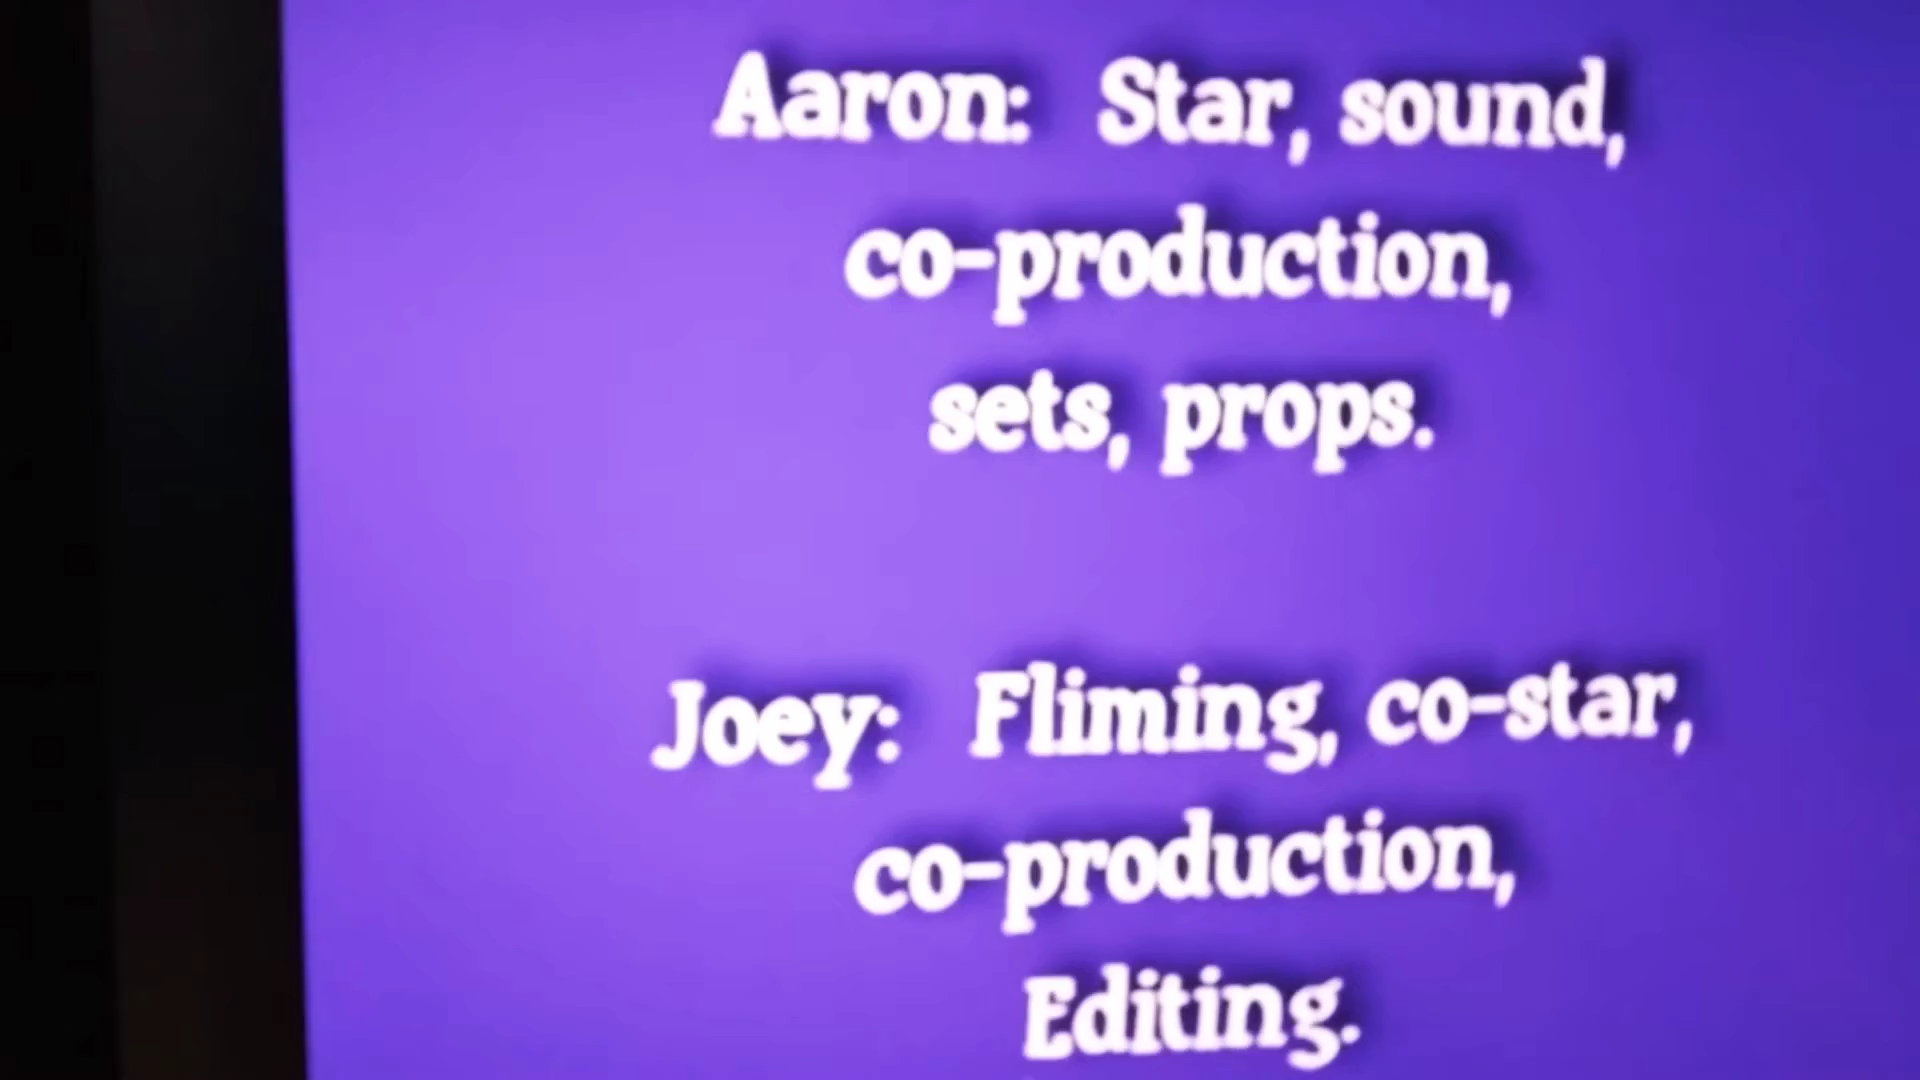 Aaron: Star, sound,
co-production,
sets, props.
Joey: Fliming, co-star,
co-production,
Editing.